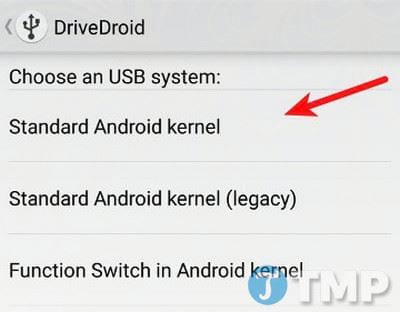 DriveDroid
Choose an USB system:
Standard Android kernel
Standard Android kernel (legacy)
Function Switch in Android kernel
TMP